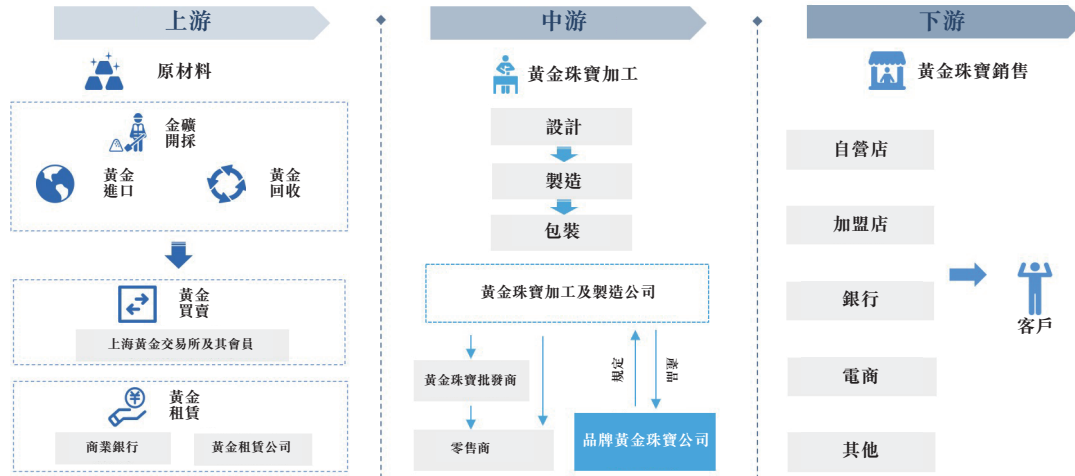 上游
原材料
金礦
開採
黃金
進口
黃金
回收
黃金
買賣
上海黃金交易所及其會員
黃金
租賃
商業銀行
黃金租賃公司
中游
黃金珠寶加工
設計
製造
包裝
黃金珠寶加工及製造公司
黃金珠寶批發商
零售商
規定
產品
品牌黃金珠寶公司
下游
黃金珠寶銷售
自營店
加盟店
銀行
電商
其他
客戶